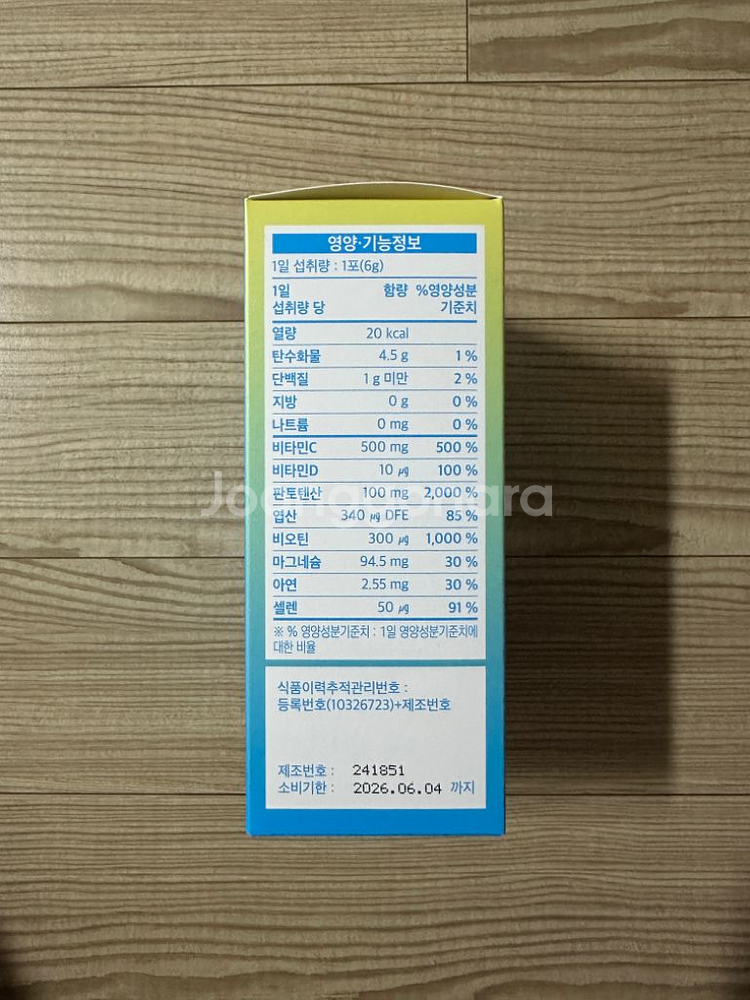 영양·기능정보
1일 섭취량 : 1포(6g)
1일 섭취량 당 함량 %영양성분 기준치
열량 20 kcal
탄수화물 4.5 g 1 %
단백질 1 g 미만 2 %
지방 0 g 0 %
나트륨 0 mg 0 %
비타민C 500 mg 500 %
비타민D 10 ㎍ 100 %
판토텐산 100 mg 2,000 %
엽산 340 ㎍ DFE 85 %
비오틴 300 ㎍ 1,000 %
마그네슘 94.5 mg 30 %
아연 2.55 mg 30 %
셀렌 50 ㎍ 91 %
※ % 영양성분기준치 : 1일 영양성분기준치에
대한 비율
식품이력추적관리번호 :
등록번호(10326723)+제조번호
제조번호 : 241851
소비기한 : 2026.06.04 까지
Joonggonara